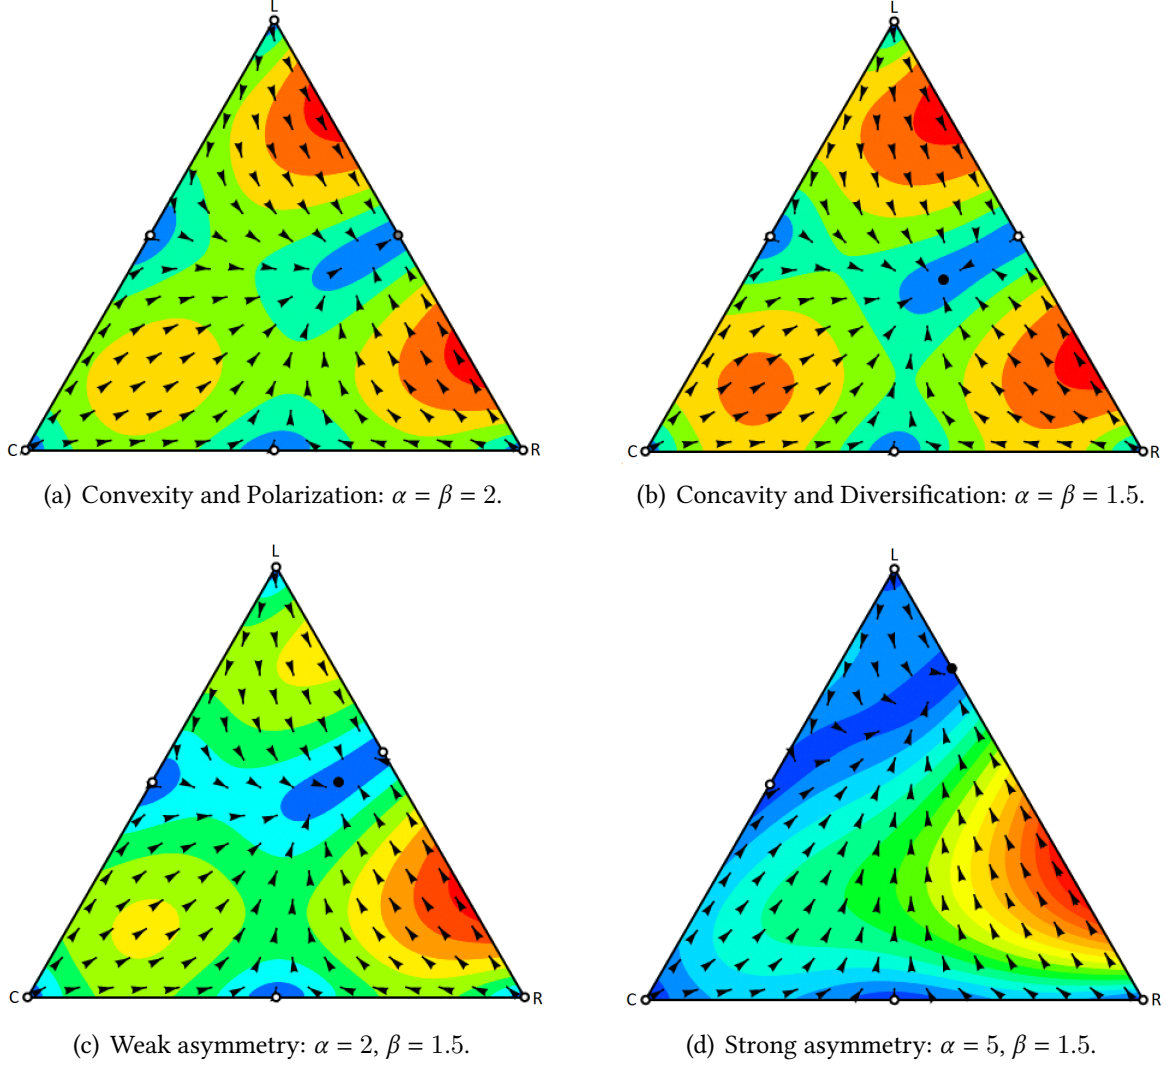 L
L
C
R
C
R
(a) Convexity and Polarization: α = β = 2.
(b) Concavity and Diversification: α = β = 1.5.
L
L
C
R
C
R
(c) Weak asymmetry: α = 2, β = 1.5.
(d) Strong asymmetry: α = 5, β = 1.5.